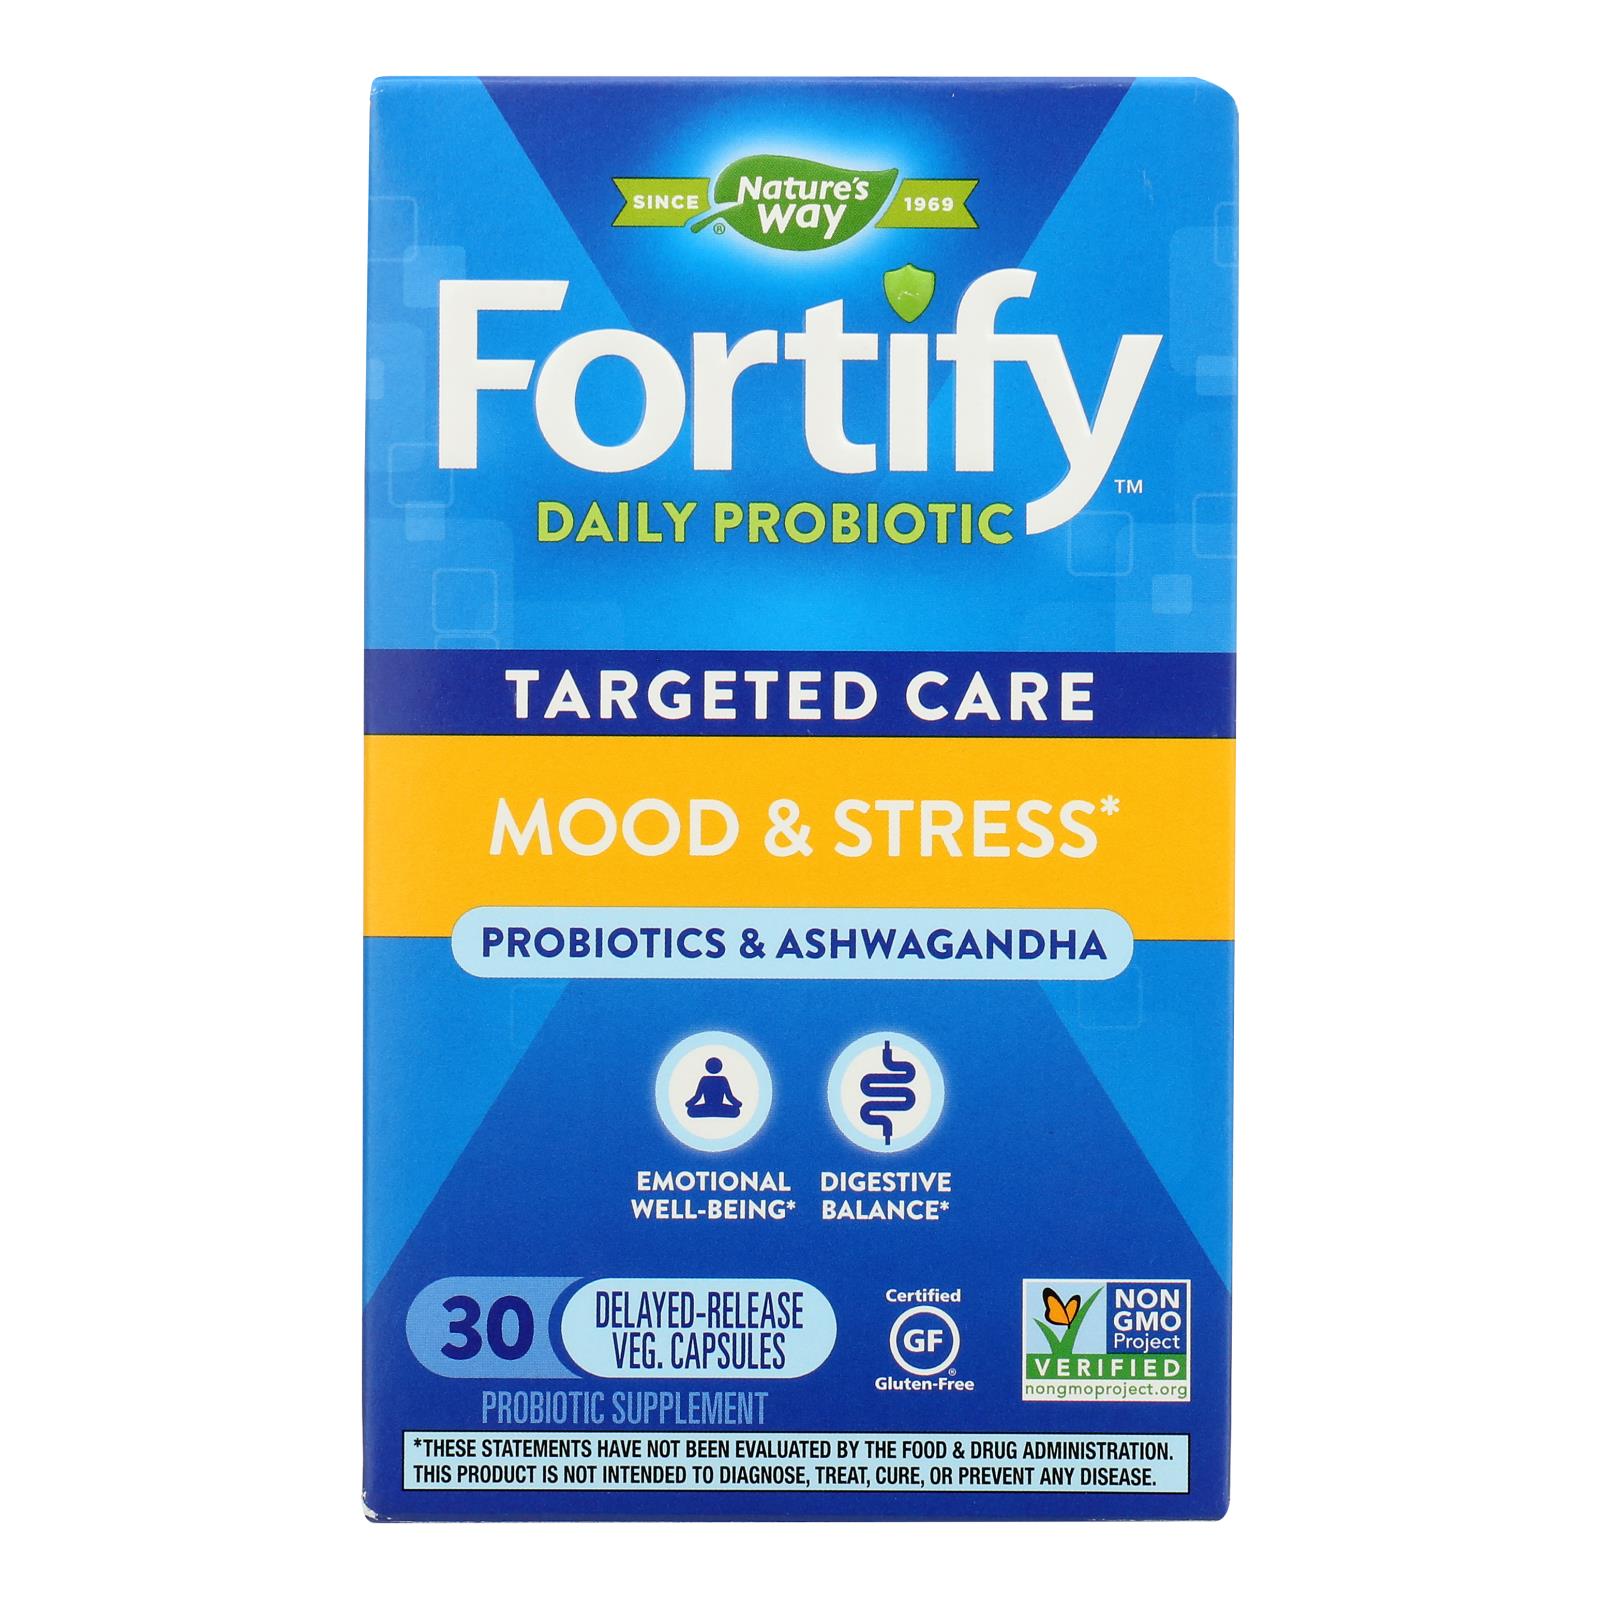 SINCE Nature's Way® 1969
Fortify™
DAILY PROBIOTIC
TARGETED CARE
MOOD & STRESS*
PROBIOTICS & ASHWAGANDHA
EMOTIONAL WELL-BEING*
DIGESTIVE BALANCE*
30
DELAYED-RELEASE
VEG. CAPSULES
PROBIOTIC SUPPLEMENT
Certified
GF®
Gluten-Free
NON
GMO
Project
VERIFIED
nongmoproject.org
*THESE STATEMENTS HAVE NOT BEEN EVALUATED BY THE FOOD & DRUG ADMINISTRATION.
THIS PRODUCT IS NOT INTENDED TO DIAGNOSE, TREAT, CURE, OR PREVENT ANY DISEASE.